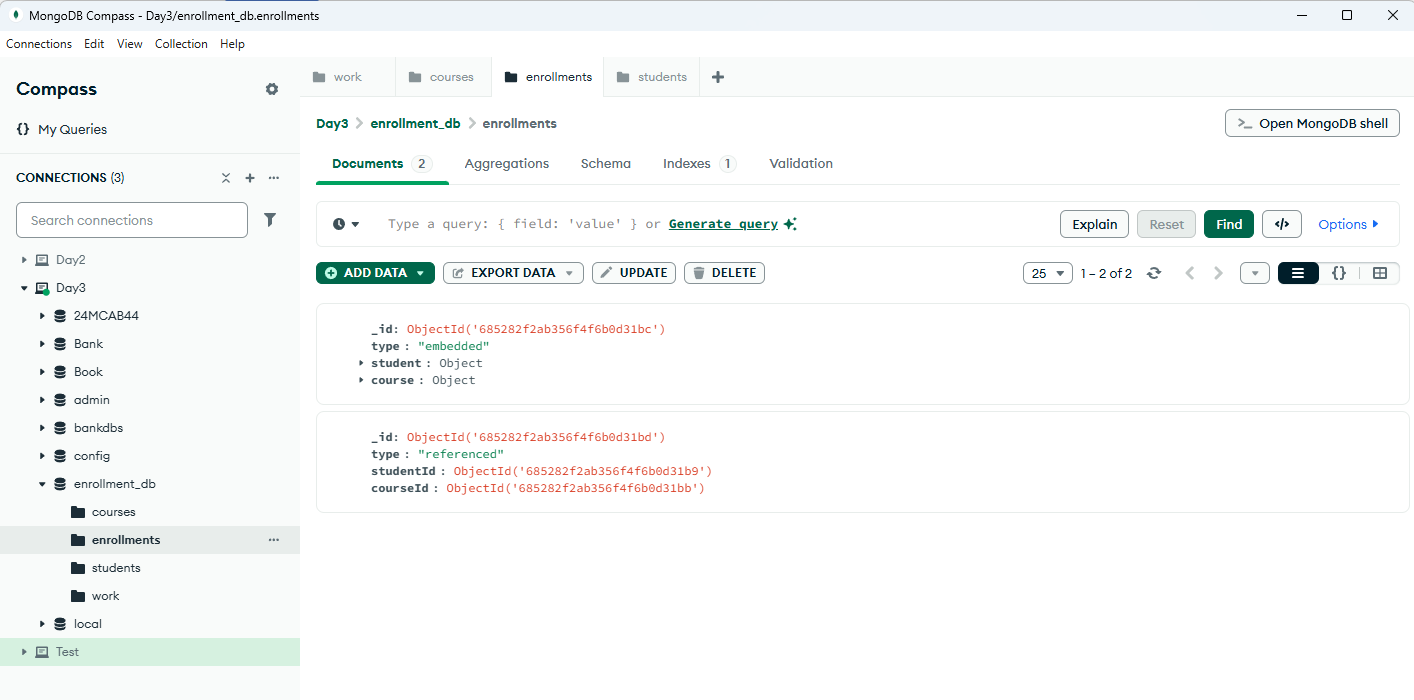 MongoDB Compass - Day3/enrollment_db.enrollments
Connections Edit View Collection Help
Compass
{} My Queries
CONNECTIONS (3)
Search connections
Day2
Day3
24MCAB44
Bank
Book
admin
bankdbs
config
enrollment_db
courses
enrollments
students
work
local
Test
work courses enrollments students
Day3 > enrollment_db > enrollments
>_ Open MongoDB shell
Documents 2 Aggregations Schema Indexes 1 Validation
Type a query: { field: 'value' } or Generate query
Explain Reset Find </> Options
ADD DATA EXPORT DATA UPDATE DELETE
25 1 – 2 of 2 {}
_id: ObjectId('685282f2ab356f4f6b0d31bc')
type : "embedded"
student : Object
course : Object
_id: ObjectId('685282f2ab356f4f6b0d31bd')
type : "referenced"
studentId : ObjectId('685282f2ab356f4f6b0d31b9')
courseId : ObjectId('685282f2ab356f4f6b0d31bb')